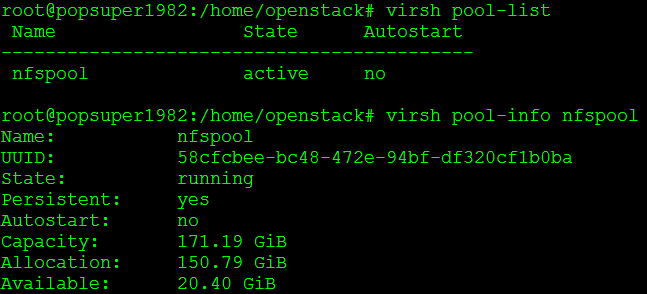 root@popsuper1982:/home/openstack# virsh pool-list
Name State Autostart
-------------------------------------------
nfspool active no
root@popsuper1982:/home/openstack# virsh pool-info nfspool
Name: nfspool
UUID: 58cfcbee-bc48-472e-94bf-df320cf1b0ba
State: running
Persistent: yes
Autostart: no
Capacity: 171.19 GiB
Allocation: 150.79 GiB
Available: 20.40 GiB